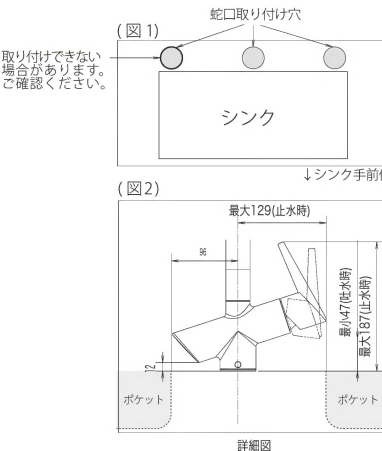 蛇口取り付け穴
(図1)
取り付けできない
場合があります。
ご確認ください。
シンク
↓シンク手前
(図2)
最大129(止水時)
96
最小47(吐水時)
最大187(止水時)
12
ポケット
ポケット
詳細図